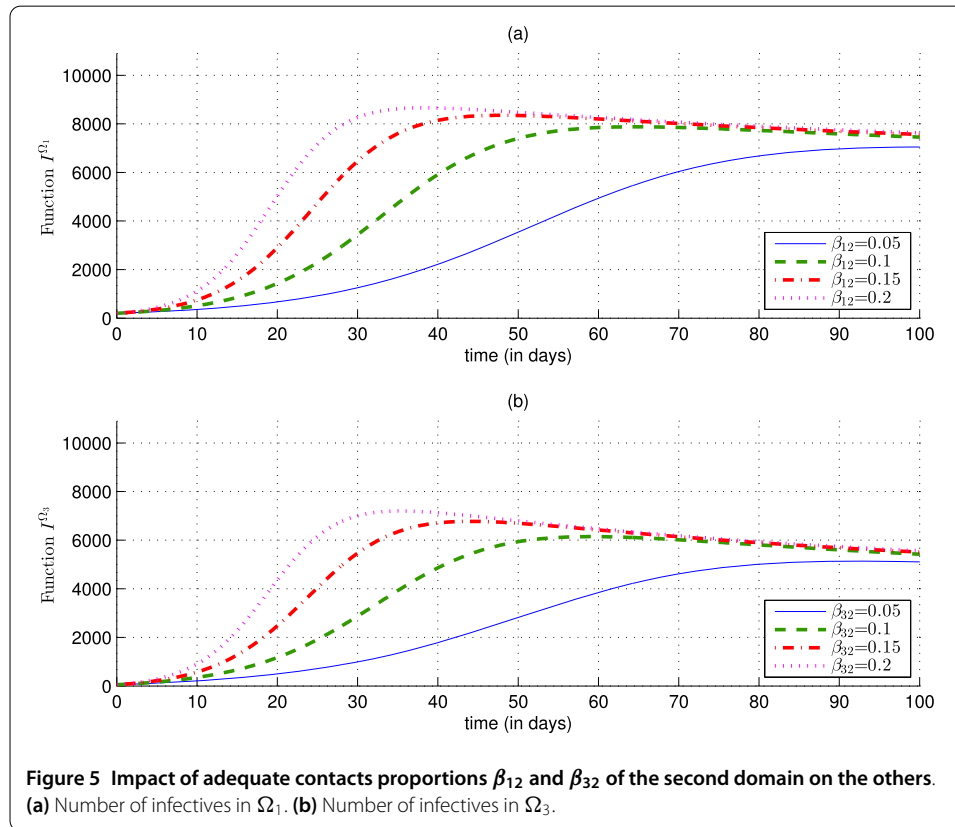 (a)
10000
8000
6000
4000
2000
0
Function I^Ω1
0 10 20 30 40 50 60 70 80 90 100
time (in days)
β12=0.05
β12=0.1
β12=0.15
β12=0.2
(b)
10000
8000
6000
4000
2000
0
Function I^Ω3
0 10 20 30 40 50 60 70 80 90 100
time (in days)
β32=0.05
β32=0.1
β32=0.15
β32=0.2
Figure 5 Impact of adequate contacts proportions β12 and β32 of the second domain on the others.
(a) Number of infectives in Ω1. (b) Number of infectives in Ω3.